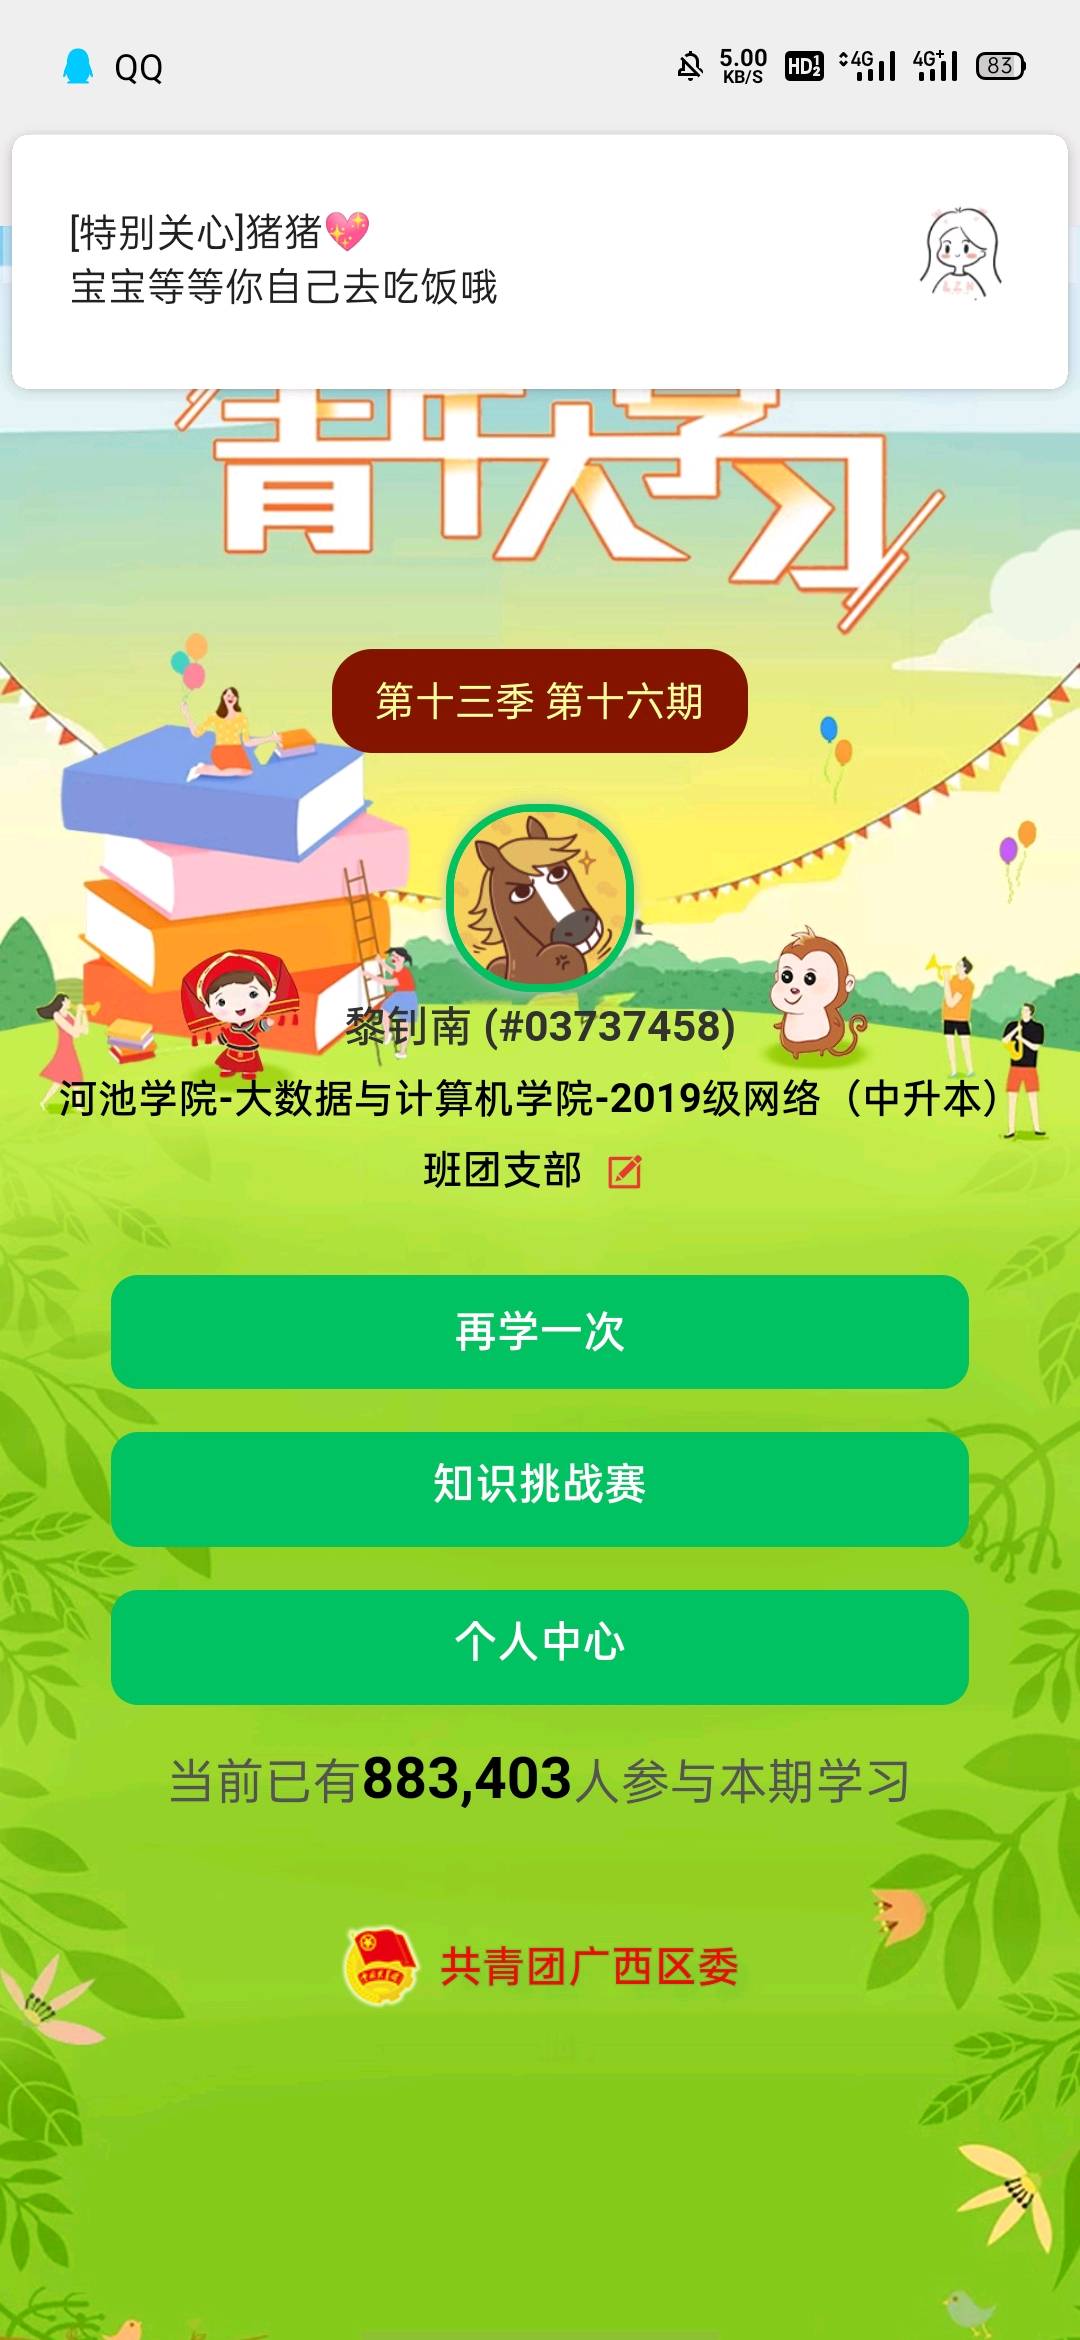 QQ
5.00
KB/S
HD 1 2
4G
4G+
83
[特别关心]猪猪💖
宝宝等等你自己去吃饭哦
青年大习
第十三季 第十六期
黎钊南 (#03737458)
河池学院-大数据与计算机学院-2019级网络（中升本）
班团支部
再学一次
知识挑战赛
个人中心
当前已有883,403人参与本期学习
共青团广西区委